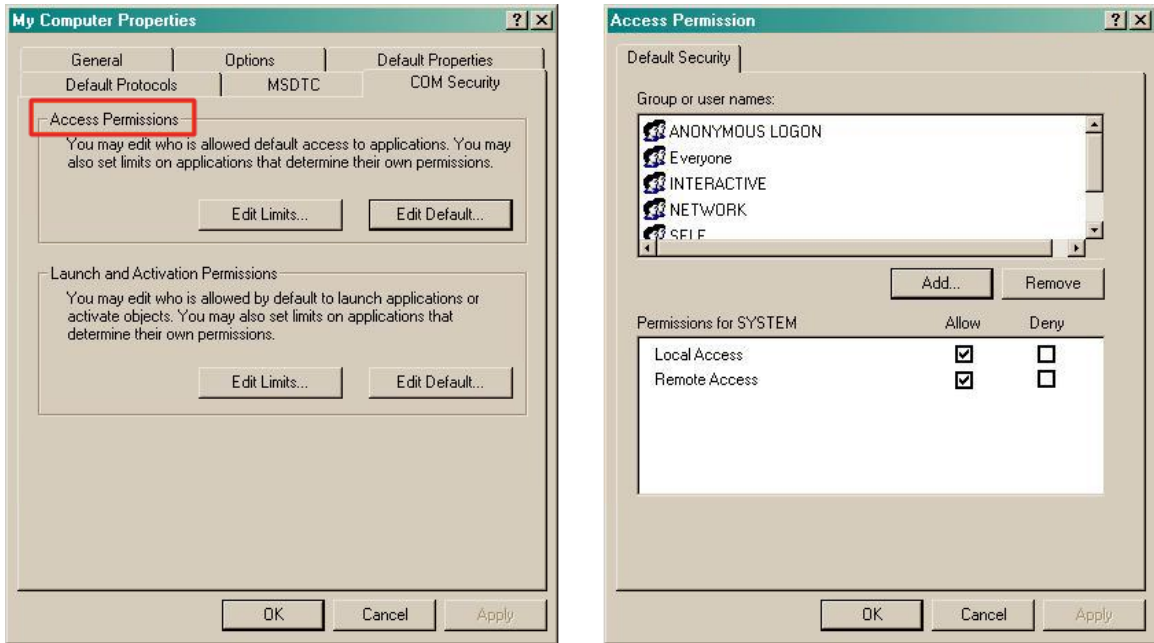 My Computer Properties
General Options Default Properties
Default Protocols MSDTC COM Security
Access Permissions
You may edit who is allowed default access to applications. You may
also set limits on applications that determine their own permissions.
Edit Limits... Edit Default...
Launch and Activation Permissions
You may edit who is allowed by default to launch applications or
activate objects. You may also set limits on applications that
determine their own permissions.
Edit Limits... Edit Default...
OK Cancel Apply
Access Permission
Default Security
Group or user names:
ANONYMOUS LOGON
Everyone
INTERACTIVE
NETWORK
SELF
Add... Remove
Permissions for SYSTEM Allow Deny
Local Access
Remote Access
OK Cancel Apply